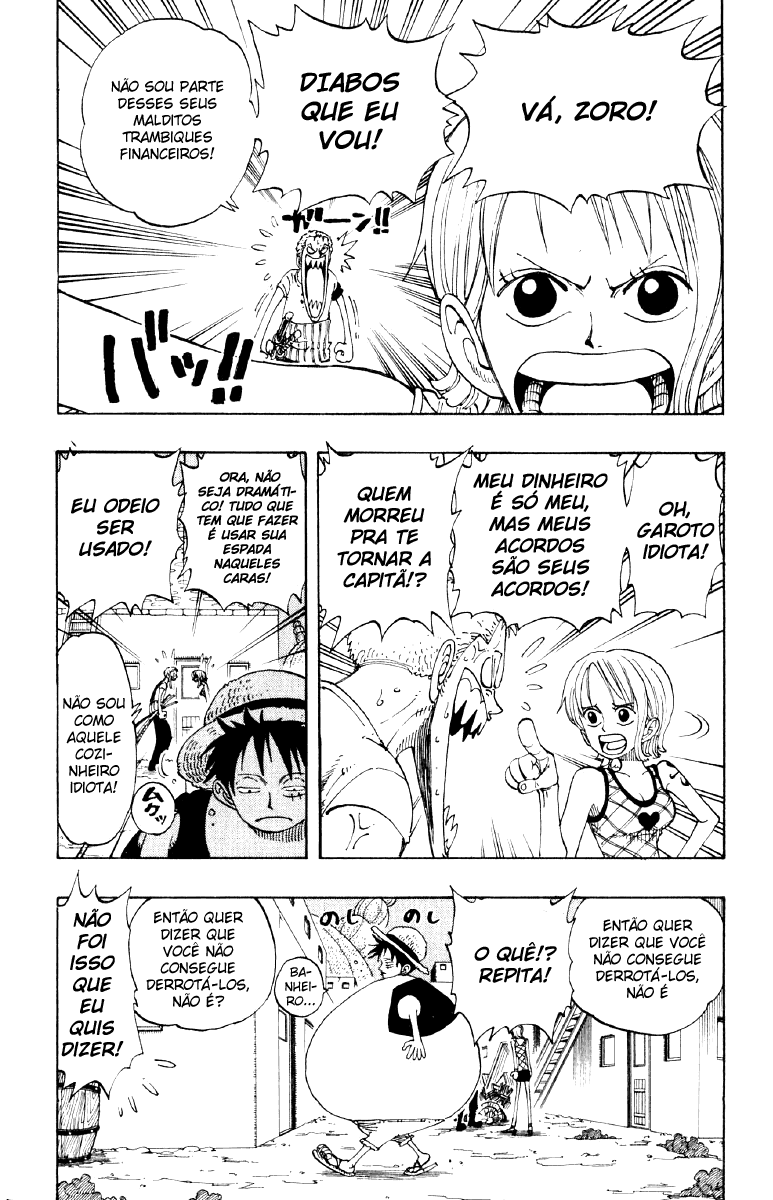 VÁ, ZORO!
DIABOS
QUE EU
VOU!
NÃO SOU PARTE
DESSES SEUS
MALDITOS
TRAMBIQUES
FINANCEIROS!
ガーン!!
バッ!!
OH,
GAROTO
IDIOTA!
MEU DINHEIRO
É SÓ MEU,
MAS MEUS
ACORDOS
SÃO SEUS
ACORDOS!
QUEM
MORREU
PRA TE
TORNAR A
CAPITÃ!?
ORA, NÃO
SEJA DRAMÁTI-
CO! TUDO QUE
TEM QUE FAZER
É USAR SUA
ESPADA
NAQUELES
CARAS!
EU ODEIO
SER
USADO!
NÃO SOU
COMO
AQUELE
COZI-
NHEIRO
IDIOTA!
ムクッ
ENTÃO QUER
DIZER QUE VOCÊ
NÃO CONSEGUE
DERROTÁ-LOS,
NÃO É
O QUÊ!?
REPITA!
のし
のし
BA-
NHEI-
RO...
ENTÃO QUER
DIZER QUE
VOCÊ NÃO
CONSEGUE
DERROTÁ-LOS,
NÃO É?
NÃO
FOI
ISSO
QUE
EU
QUIS
DIZER!